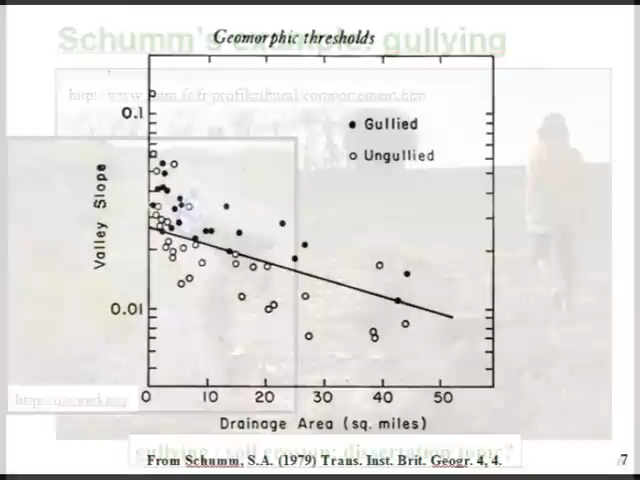 Schumm's example: gullying
Geomorphic thresholds
0.1
Gullied
Ungullied
Valley Slope
0.01
0 10 20 30 40 50
Drainage Area (sq. miles)
From Schumm, S.A. (1979) Trans. Inst. Brit. Geogr. 4, 4.
7